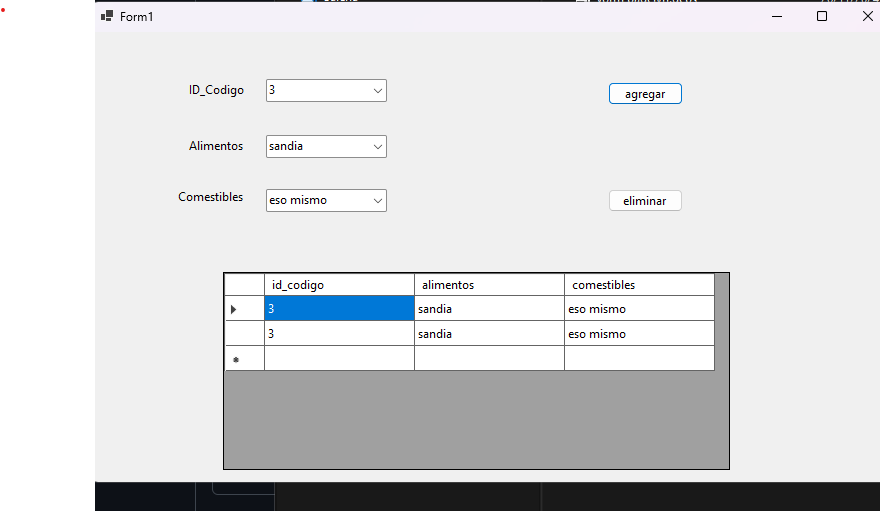 Form1
ID_Codigo 3 agregar
Alimentos sandia
Comestibles eso mismo eliminar
id_codigo alimentos comestibles
3 sandia eso mismo
3 sandia eso mismo